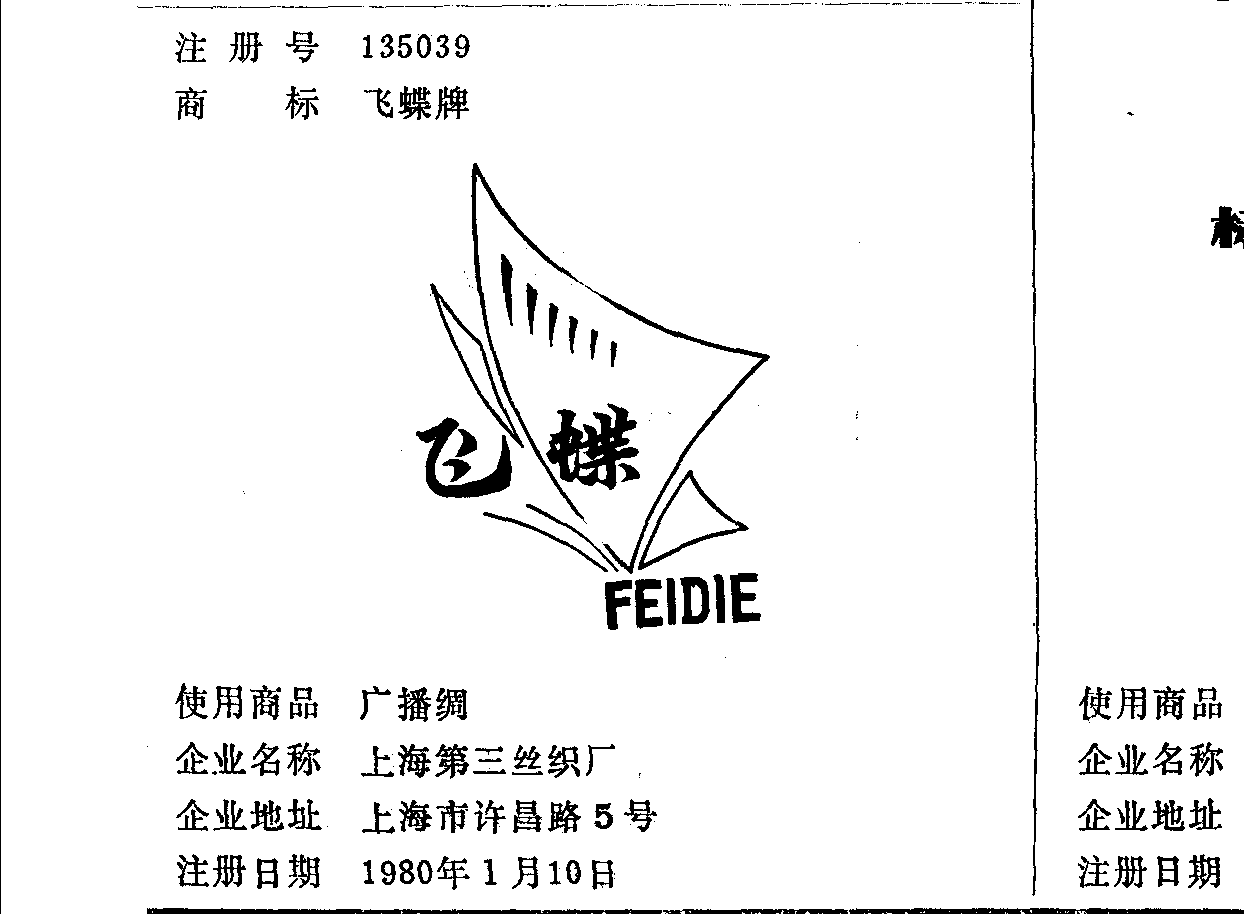 注册号 135039
商标 飞蝶牌
飞蝶
FEIDIE
使用商品 广播绸
企业名称 上海第三丝织厂
企业地址 上海市许昌路5号
注册日期 1980年1月10日
使用商品
企业名称
企业地址
注册日期